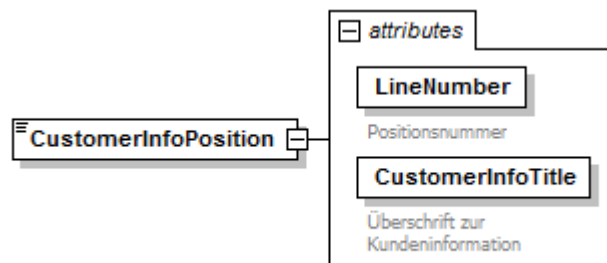 attributes
LineNumber
Positionsnummer
CustomerInfoPosition
CustomerInfoTitle
Überschrift zur
Kundeninformation